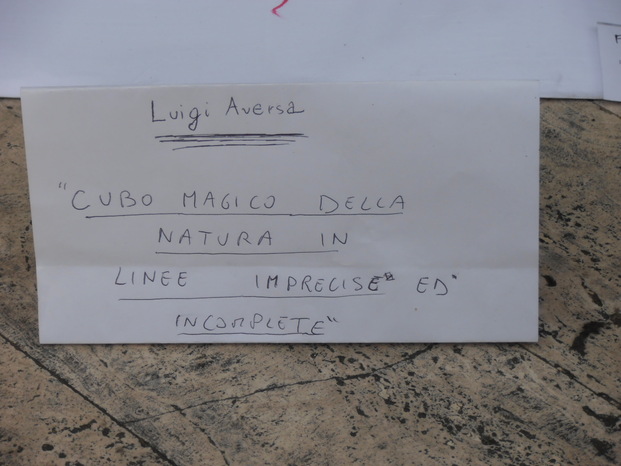 Luigi Aversa
"CUBO MAGICO DELLA
NATURA IN
LINEE IMPRECISE ED"
INCOMPLETE"